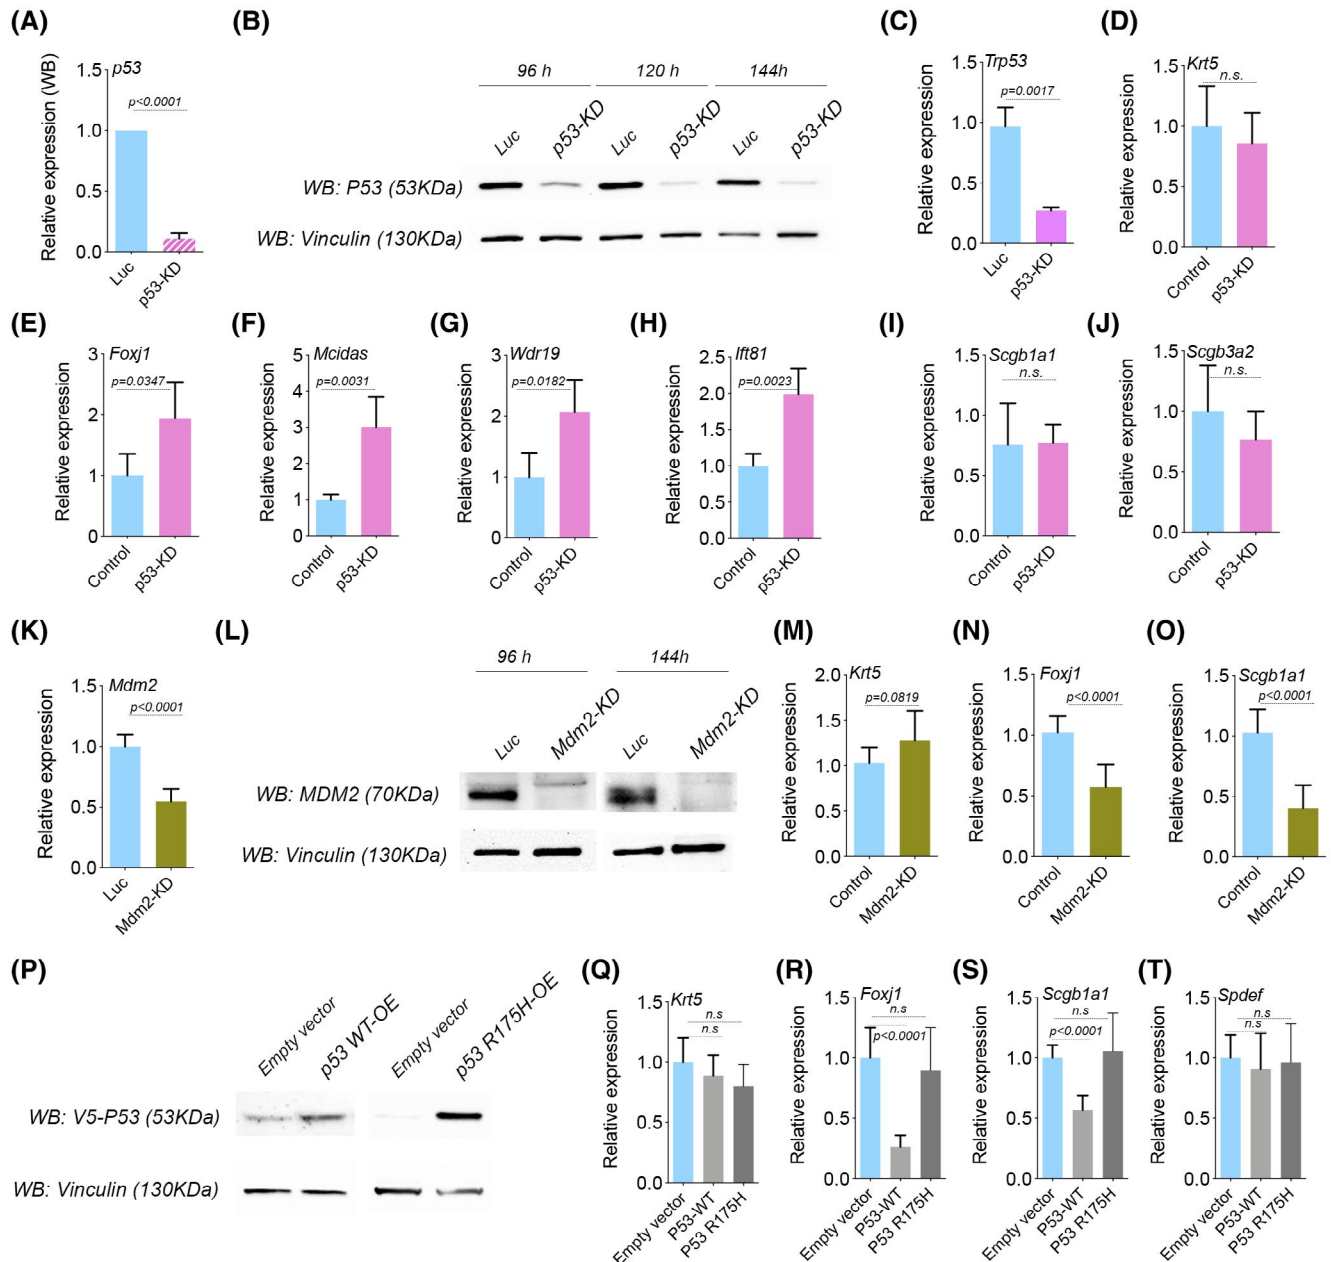 (A)
Relative expression (WB)
p53
p<0.0001
1.5
1.0
0.5
0.0
Luc
p53-KD
(B)
96 h
120 h
144h
Luc
p53-KD
Luc
p53-KD
Luc
p53-KD
WB: P53 (53KDa)
WB: Vinculin (130KDa)
(C)
Relative expression
Trp53
p=0.0017
1.5
1.0
0.5
0.0
Luc
p53-KD
(D)
Relative expression
Krt5
n.s.
1.5
1.0
0.5
0.0
Control
p53-KD
(E)
Relative expression
Foxj1
p=0.0347
3
2
1
0
Control
p53-KD
(F)
Relative expression
Mcidas
p=0.0031
5
4
3
2
1
0
Control
p53-KD
(G)
Relative expression
Wdr19
p=0.0182
3
2
1
0
Control
p53-KD
(H)
Relative expression
Ift81
p=0.0023
2.5
2.0
1.5
1.0
0.5
0.0
Control
p53-KD
(I)
Relative expression
Scgb1a1
n.s.
1.5
1.0
0.5
0.0
Control
p53-KD
(J)
Relative expression
Scgb3a2
n.s.
1.5
1.0
0.5
0.0
Control
p53-KD
(K)
Relative expression
Mdm2
p<0.0001
1.5
1.0
0.5
0.0
Luc
Mdm2-KD
(L)
96 h
144h
Luc
Mdm2-KD
Luc
Mdm2-KD
WB: MDM2 (70KDa)
WB: Vinculin (130KDa)
(M)
Relative expression
Krt5
p=0.0819
2.0
1.5
1.0
0.5
0.0
Control
Mdm2-KD
(N)
Relative expression
Foxj1
p<0.0001
1.5
1.0
0.5
0.0
Control
Mdm2-KD
(O)
Relative expression
Scgb1a1
p<0.0001
1.5
1.0
0.5
0.0
Control
Mdm2-KD
(P)
Empty vector
p53 WT-OE
Empty vector
p53 R175H-OE
WB: V5-P53 (53KDa)
WB: Vinculin (130KDa)
(Q)
Relative expression
Krt5
n.s
n.s
1.5
1.0
0.5
0.0
Empty vector
P53-WT
P53 R175H
(R)
Relative expression
Foxj1
n.s
p<0.0001
1.5
1.0
0.5
0.0
Empty vector
P53-WT
P53 R175H
(S)
Relative expression
Scgb1a1
n.s
p<0.0001
1.5
1.0
0.5
0.0
Empty vector
P53-WT
P53 R175H
(T)
Relative expression
Spdef
n.s
n.s
1.5
1.0
0.5
0.0
Empty vector
P53-WT
P53 R175H